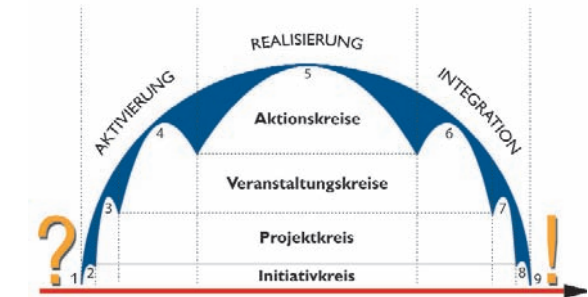 REALISIERUNG
AKTIVIERUNG
INTEGRATION
5
4
6
Aktionskreise
Veranstaltungskreise
3
7
Projektkreis
?
!
1
2
Initiativkreis
8
9